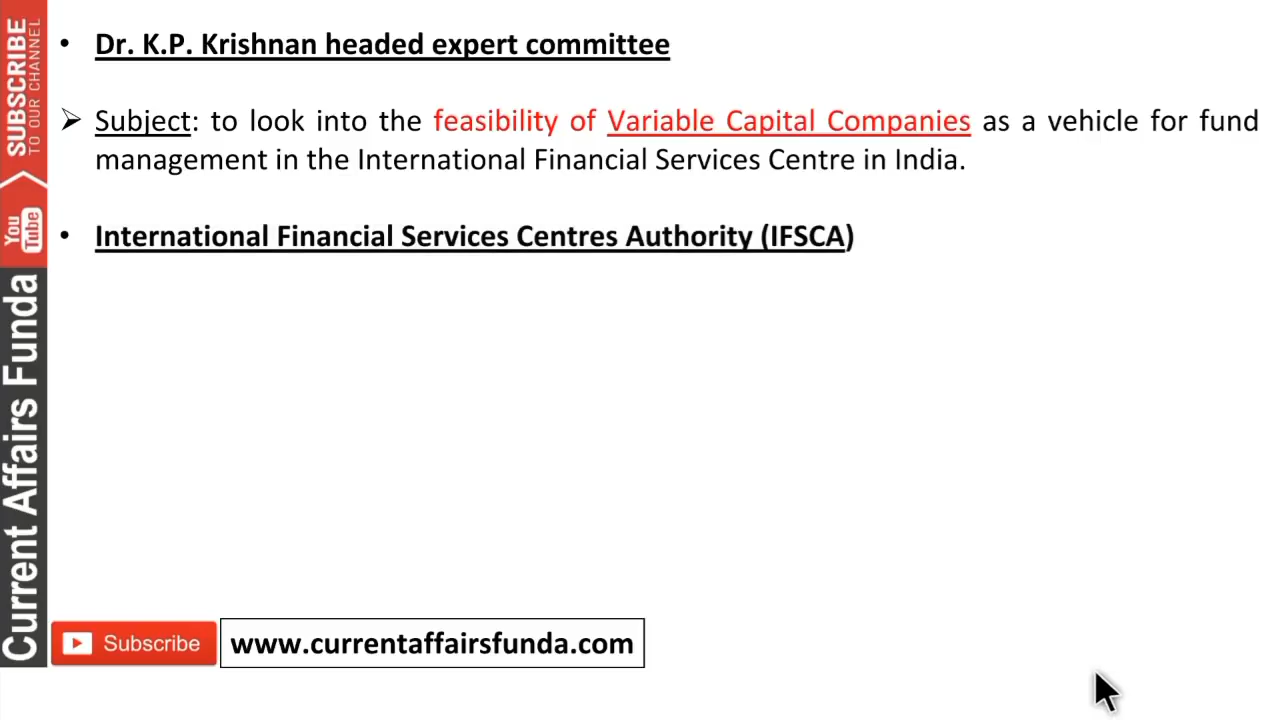 • Dr. K.P. Krishnan headed expert committee
➢ Subject: to look into the feasibility of Variable Capital Companies as a vehicle for fund
management in the International Financial Services Centre in India.
• International Financial Services Centres Authority (IFSCA)
SUBSCRIBE
TO OUR CHANNEL
You
Tube
Current Affairs Funda
Subscribe
www.currentaffairsfunda.com